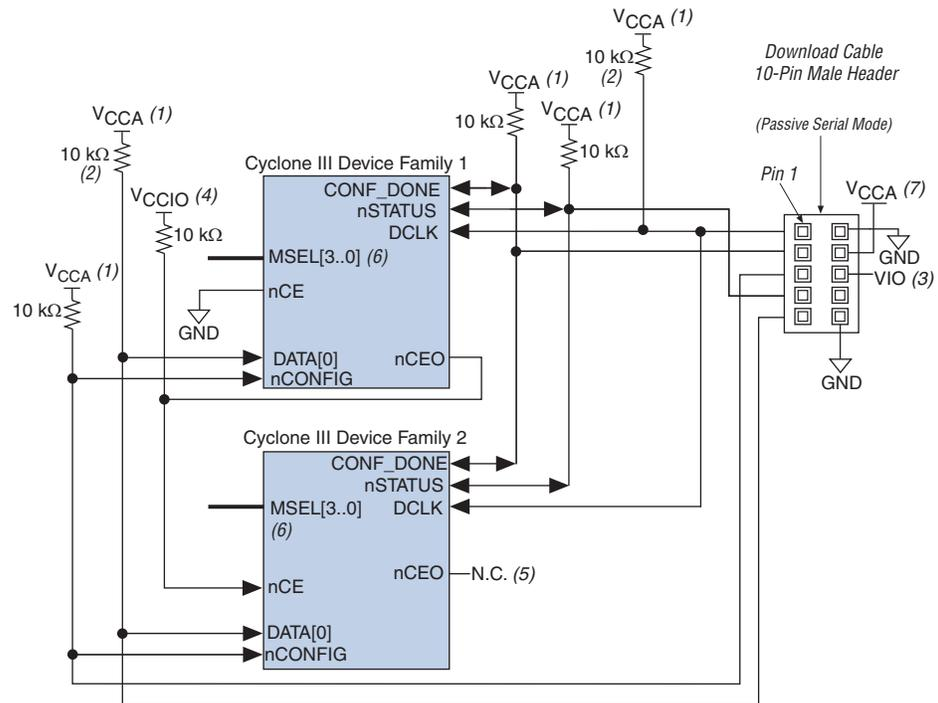 VCCA (1)
10 kΩ
(2)
VCCA (1)
10 kΩ
VCCA (1)
10 kΩ
Download Cable
10-Pin Male Header
(Passive Serial Mode)
Pin 1
VCCA (7)
GND
VIO (3)
GND
VCCA (1)
10 kΩ
(2)
VCCIO (4)
10 kΩ
VCCA (1)
10 kΩ
Cyclone III Device Family 1
CONF_DONE
nSTATUS
DCLK
MSEL[3..0] (6)
nCE
GND
DATA[0]
nCEO
nCONFIG
Cyclone III Device Family 2
CONF_DONE
nSTATUS
MSEL[3..0]
DCLK
(6)
nCEO
N.C. (5)
nCE
DATA[0]
nCONFIG